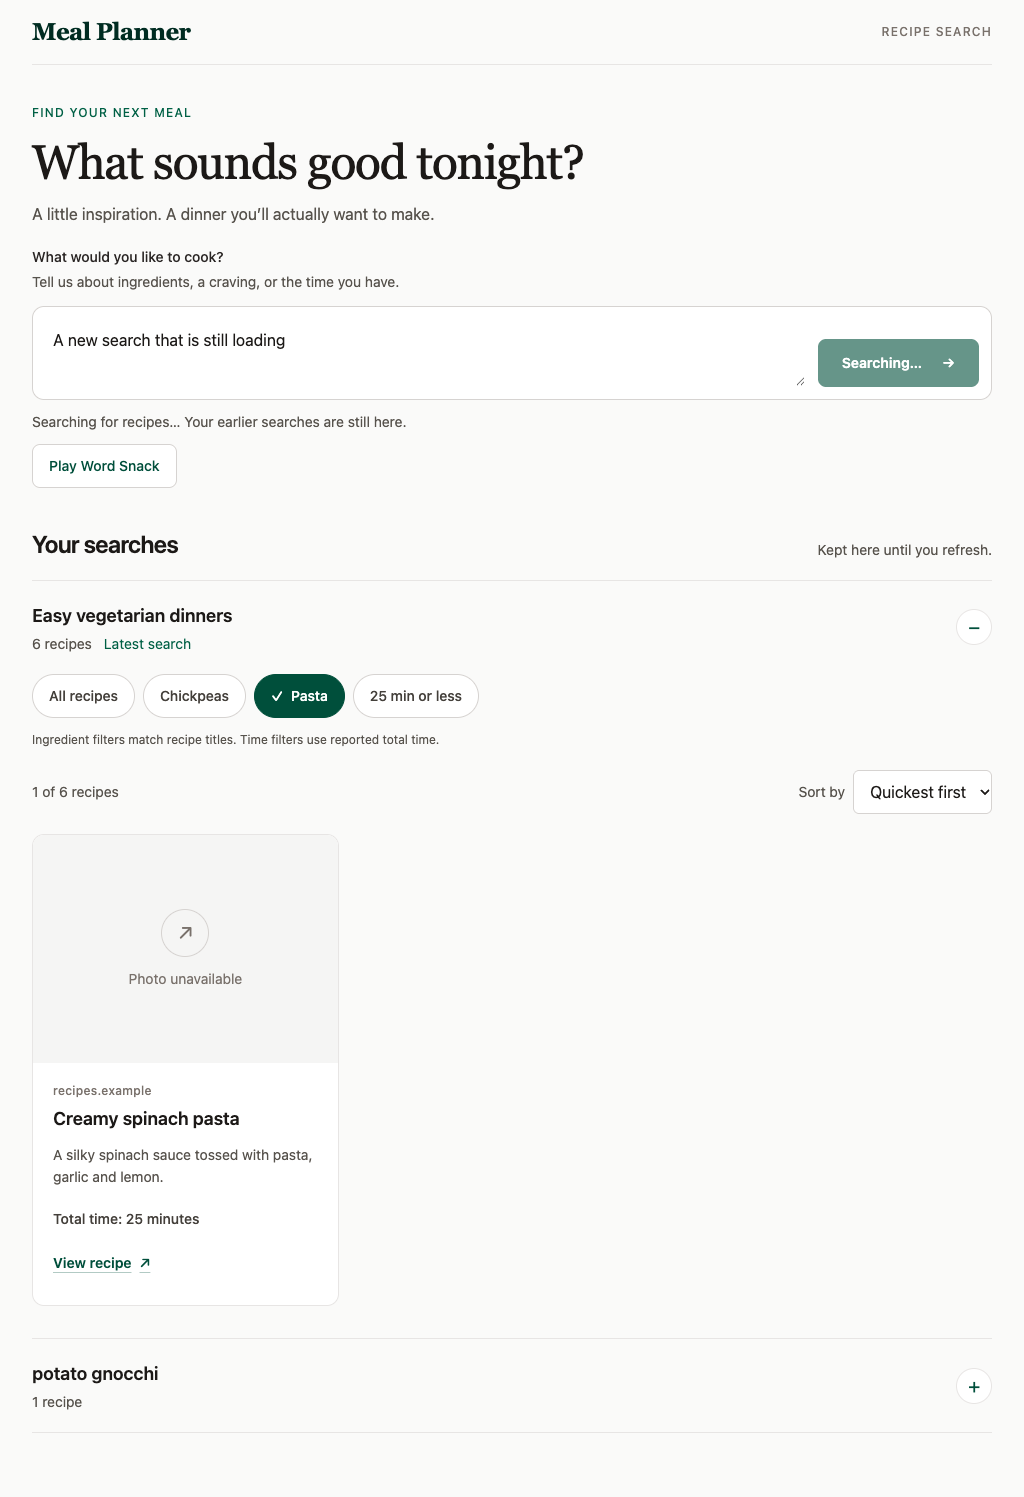 Meal Planner
RECIPE SEARCH
FIND YOUR NEXT MEAL
What sounds good tonight?
A little inspiration. A dinner you’ll actually want to make.
What would you like to cook?
Tell us about ingredients, a craving, or the time you have.
A new search that is still loading
Searching...
Searching for recipes... Your earlier searches are still here.
Play Word Snack
Your searches
Kept here until you refresh.
Easy vegetarian dinners
6 recipes Latest search
All recipes Chickpeas Pasta 25 min or less
Ingredient filters match recipe titles. Time filters use reported total time.
1 of 6 recipes
Sort by Quickest first
Photo unavailable
recipes.example
Creamy spinach pasta
A silky spinach sauce tossed with pasta,
garlic and lemon.
Total time: 25 minutes
View recipe
potato gnocchi
1 recipe